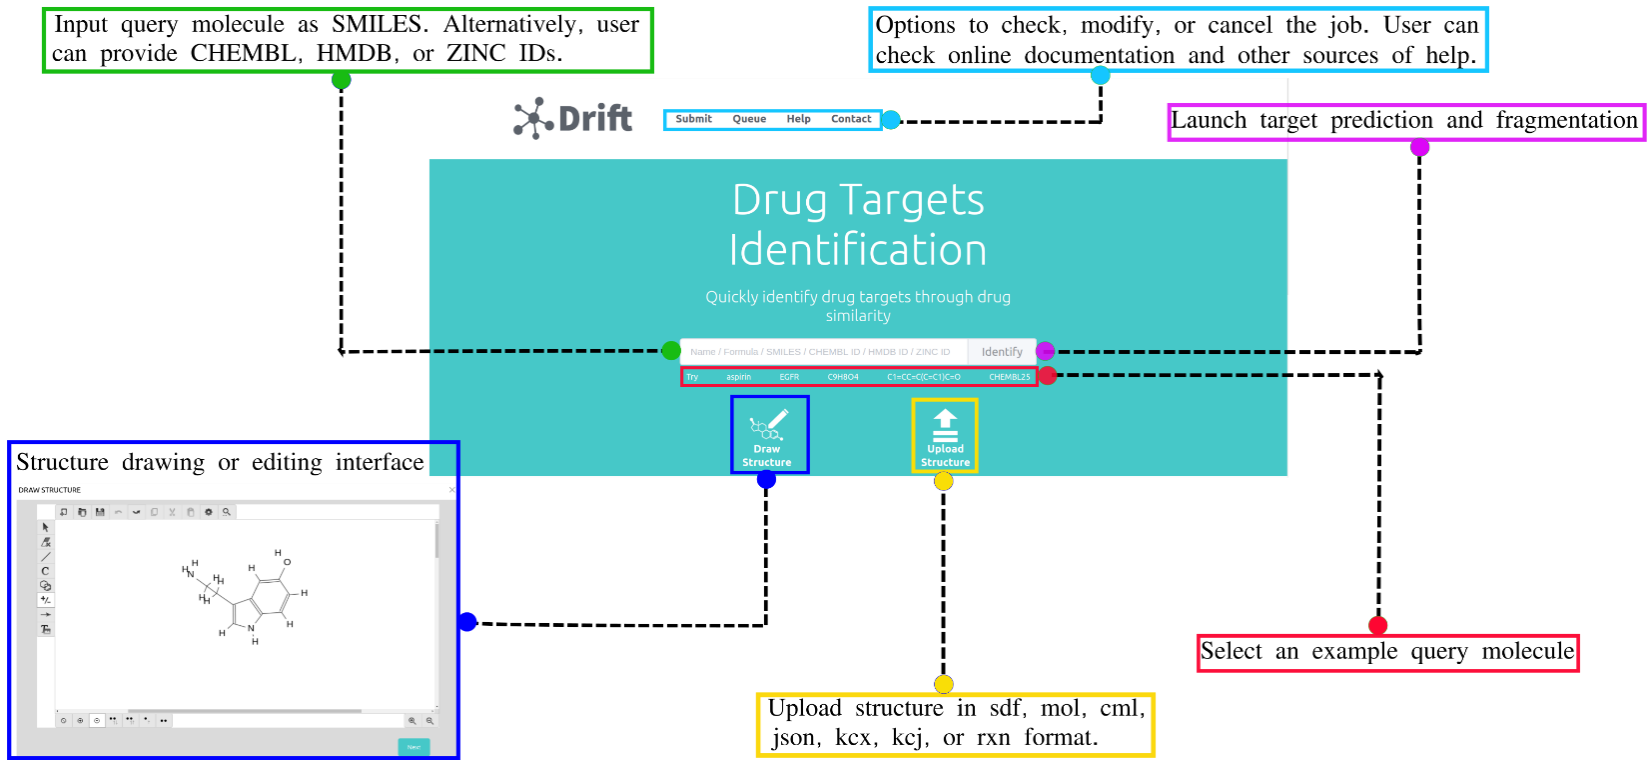 Input query molecule as SMILES. Alternatively, user
can provide CHEMBL, HMDB, or ZINC IDs.
Options to check, modify, or cancel the job. User can
check online documentation and other sources of help.
Drift
Submit Queue Help Contact
Launch target prediction and fragmentation
Drug Targets
Identification
Quickly identify drug targets through drug
similarity
Name / Formula / SMILES / CHEMBL ID / HMDB ID / ZINC ID Identify
Try aspirin EGFR C9H8O4 C1=CC=C(C=C1)C=O CHEMBL25
Draw
Structure
Upload
Structure
Structure drawing or editing interface
DRAW STRUCTURE
C
+/-
T
H
O
H
H
H
N
H
H
H
H
H
H
N
H
H
Next
Select an example query molecule
Upload structure in sdf, mol, cml,
json, kcx, kcj, or rxn format.